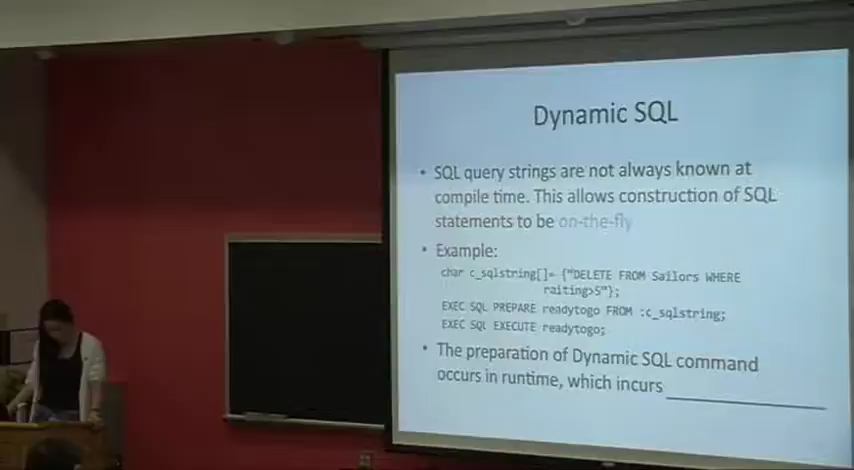 Dynamic SQL
• SQL query strings are not always known at
compile time. This allows construction of SQL
statements to be on-the-fly
• Example:
char c_sqlstring[]= {"DELETE FROM Sailors WHERE
raiting>5"};
EXEC SQL PREPARE readytogo FROM :c_sqlstring;
EXEC SQL EXECUTE readytogo;
• The preparation of Dynamic SQL command
occurs in runtime, which incurs ____________